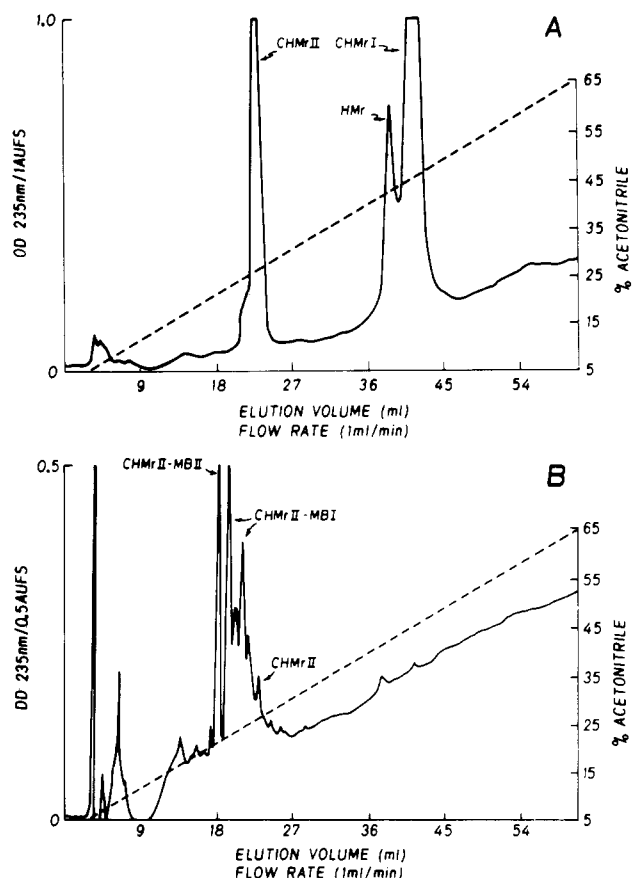 A
1.0
CHMrII CHMrI
HMr
65
55
45
35
25
15
5
OD 235nm/1AUFS
% ACETONITRILE
0
9 18 27 36 45 54
ELUTION VOLUME (ml)
FLOW RATE (1ml/min)
B
0.5
CHMrII-MBII
CHMrII-MBI
CHMrII
65
55
45
35
25
15
5
DD 235nm/0.5AUFS
% ACETONITRILE
0
9 18 27 36 45 54
ELUTION VOLUME (ml)
FLOW RATE (1ml/min)